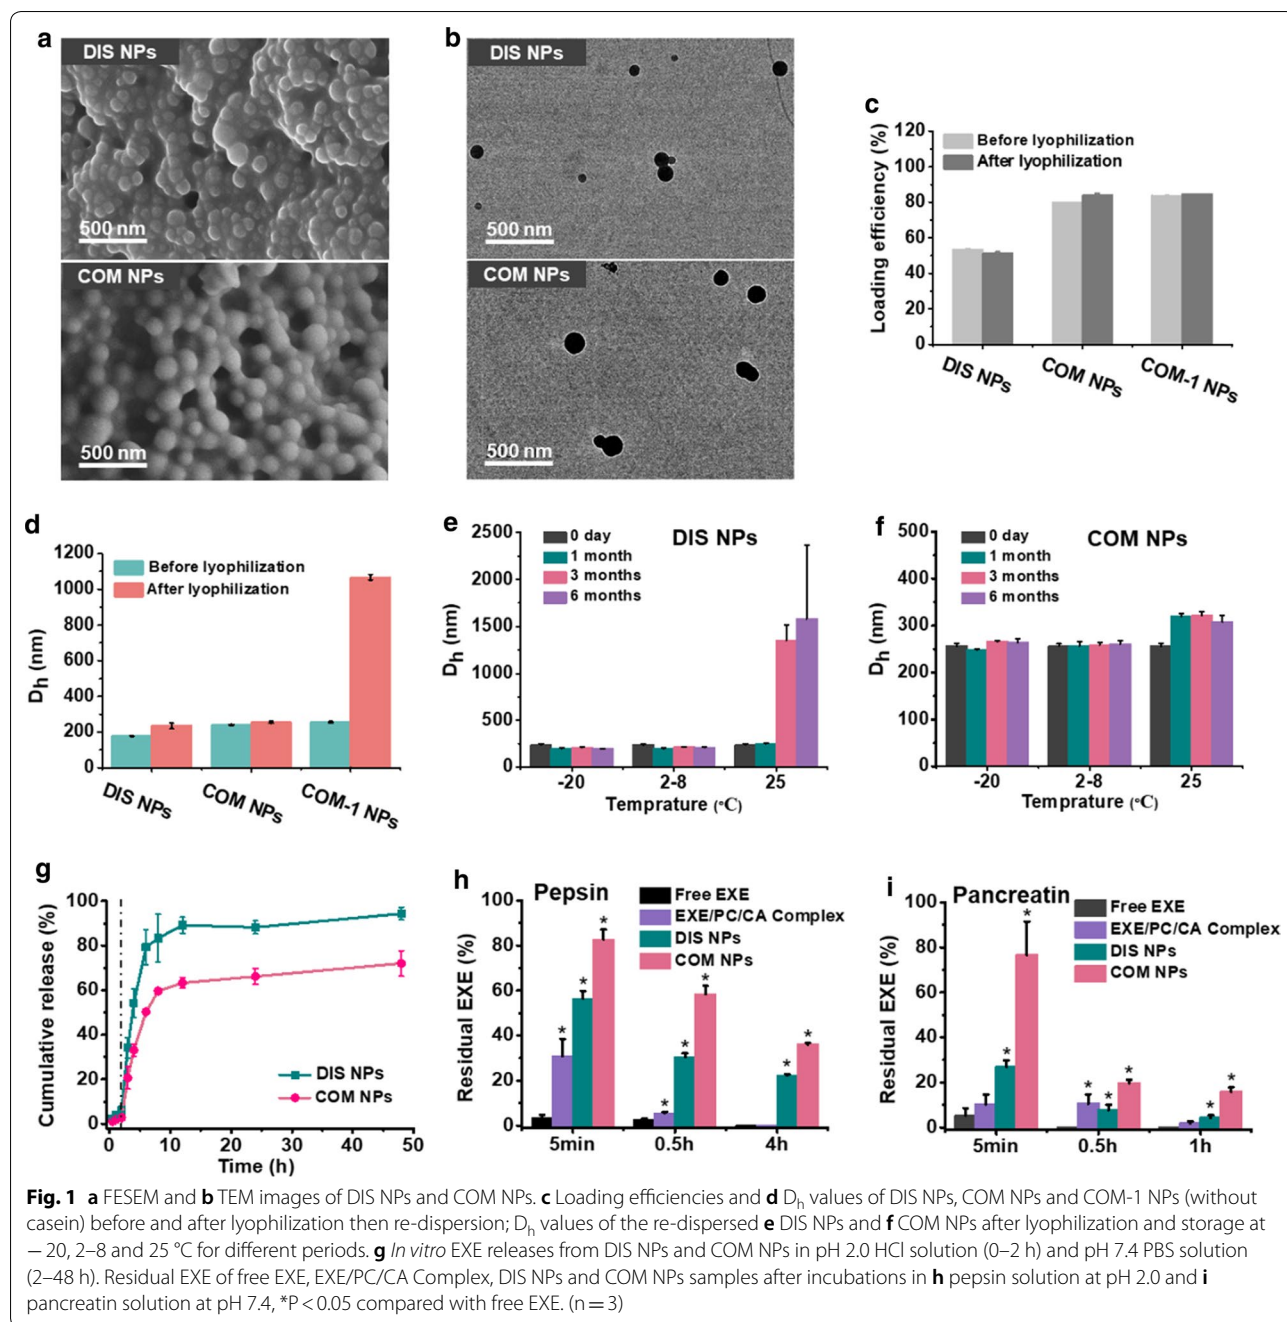 a
DIS NPs
500 nm
COM NPs
500 nm
b
DIS NPs
500 nm
COM NPs
500 nm
c
Loading efficiency (%)
120
100
80
60
40
20
0
Before lyophilization
After lyophilization
DIS NPs
COM NPs
COM-1 NPs
d
Dh (nm)
1200
1000
800
600
400
200
0
Before lyophilization
After lyophilization
DIS NPs
COM NPs
COM-1 NPs
e
Dh (nm)
2500
2000
1500
1000
500
0
0 day
1 month
3 months
6 months
DIS NPs
-20
2-8
25
Temprature (°C)
f
Dh (nm)
500
400
300
200
100
0
0 day
1 month
3 months
6 months
COM NPs
-20
2-8
25
Temprature (°C)
g
Cumulative release (%)
100
80
60
40
20
0
DIS NPs
COM NPs
0 10 20 30 40 50
Time (h)
h
Pepsin
Residual EXE (%)
100
80
60
40
20
0
Free EXE
EXE/PC/CA Complex
DIS NPs
COM NPs
* * *
* * *
* *
5min 0.5h 4h
i
Pancreatin
Residual EXE (%)
100
80
60
40
20
0
Free EXE
EXE/PC/CA Complex
DIS NPs
COM NPs
* *
* * *
* *
5min 0.5h 1h
Fig. 1 a FESEM and b TEM images of DIS NPs and COM NPs. c Loading efficiencies and d Dh values of DIS NPs, COM NPs and COM-1 NPs (without
casein) before and after lyophilization then re-dispersion; Dh values of the re-dispersed e DIS NPs and f COM NPs after lyophilization and storage at
− 20, 2–8 and 25 °C for different periods. g In vitro EXE releases from DIS NPs and COM NPs in pH 2.0 HCl solution (0–2 h) and pH 7.4 PBS solution
(2–48 h). Residual EXE of free EXE, EXE/PC/CA Complex, DIS NPs and COM NPs samples after incubations in h pepsin solution at pH 2.0 and i
pancreatin solution at pH 7.4, *P < 0.05 compared with free EXE. (n = 3)